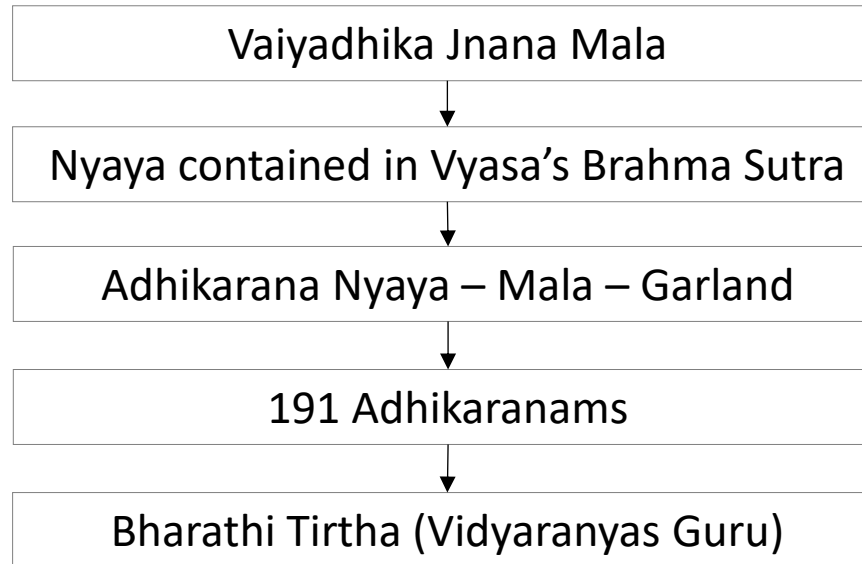 Vaiyadhika Jnana Mala
Nyaya contained in Vyasa’s Brahma Sutra
Adhikarana Nyaya – Mala – Garland
191 Adhikaranams
Bharathi Tirtha (Vidyaranyas Guru)